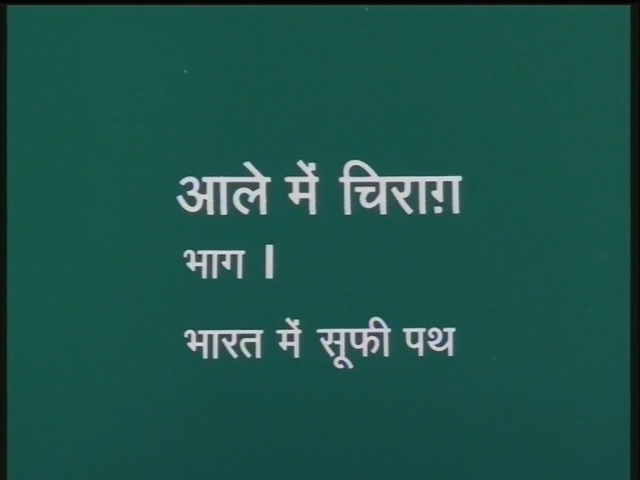 आले में चिराग़
भाग I
भारत में सूफी पथ